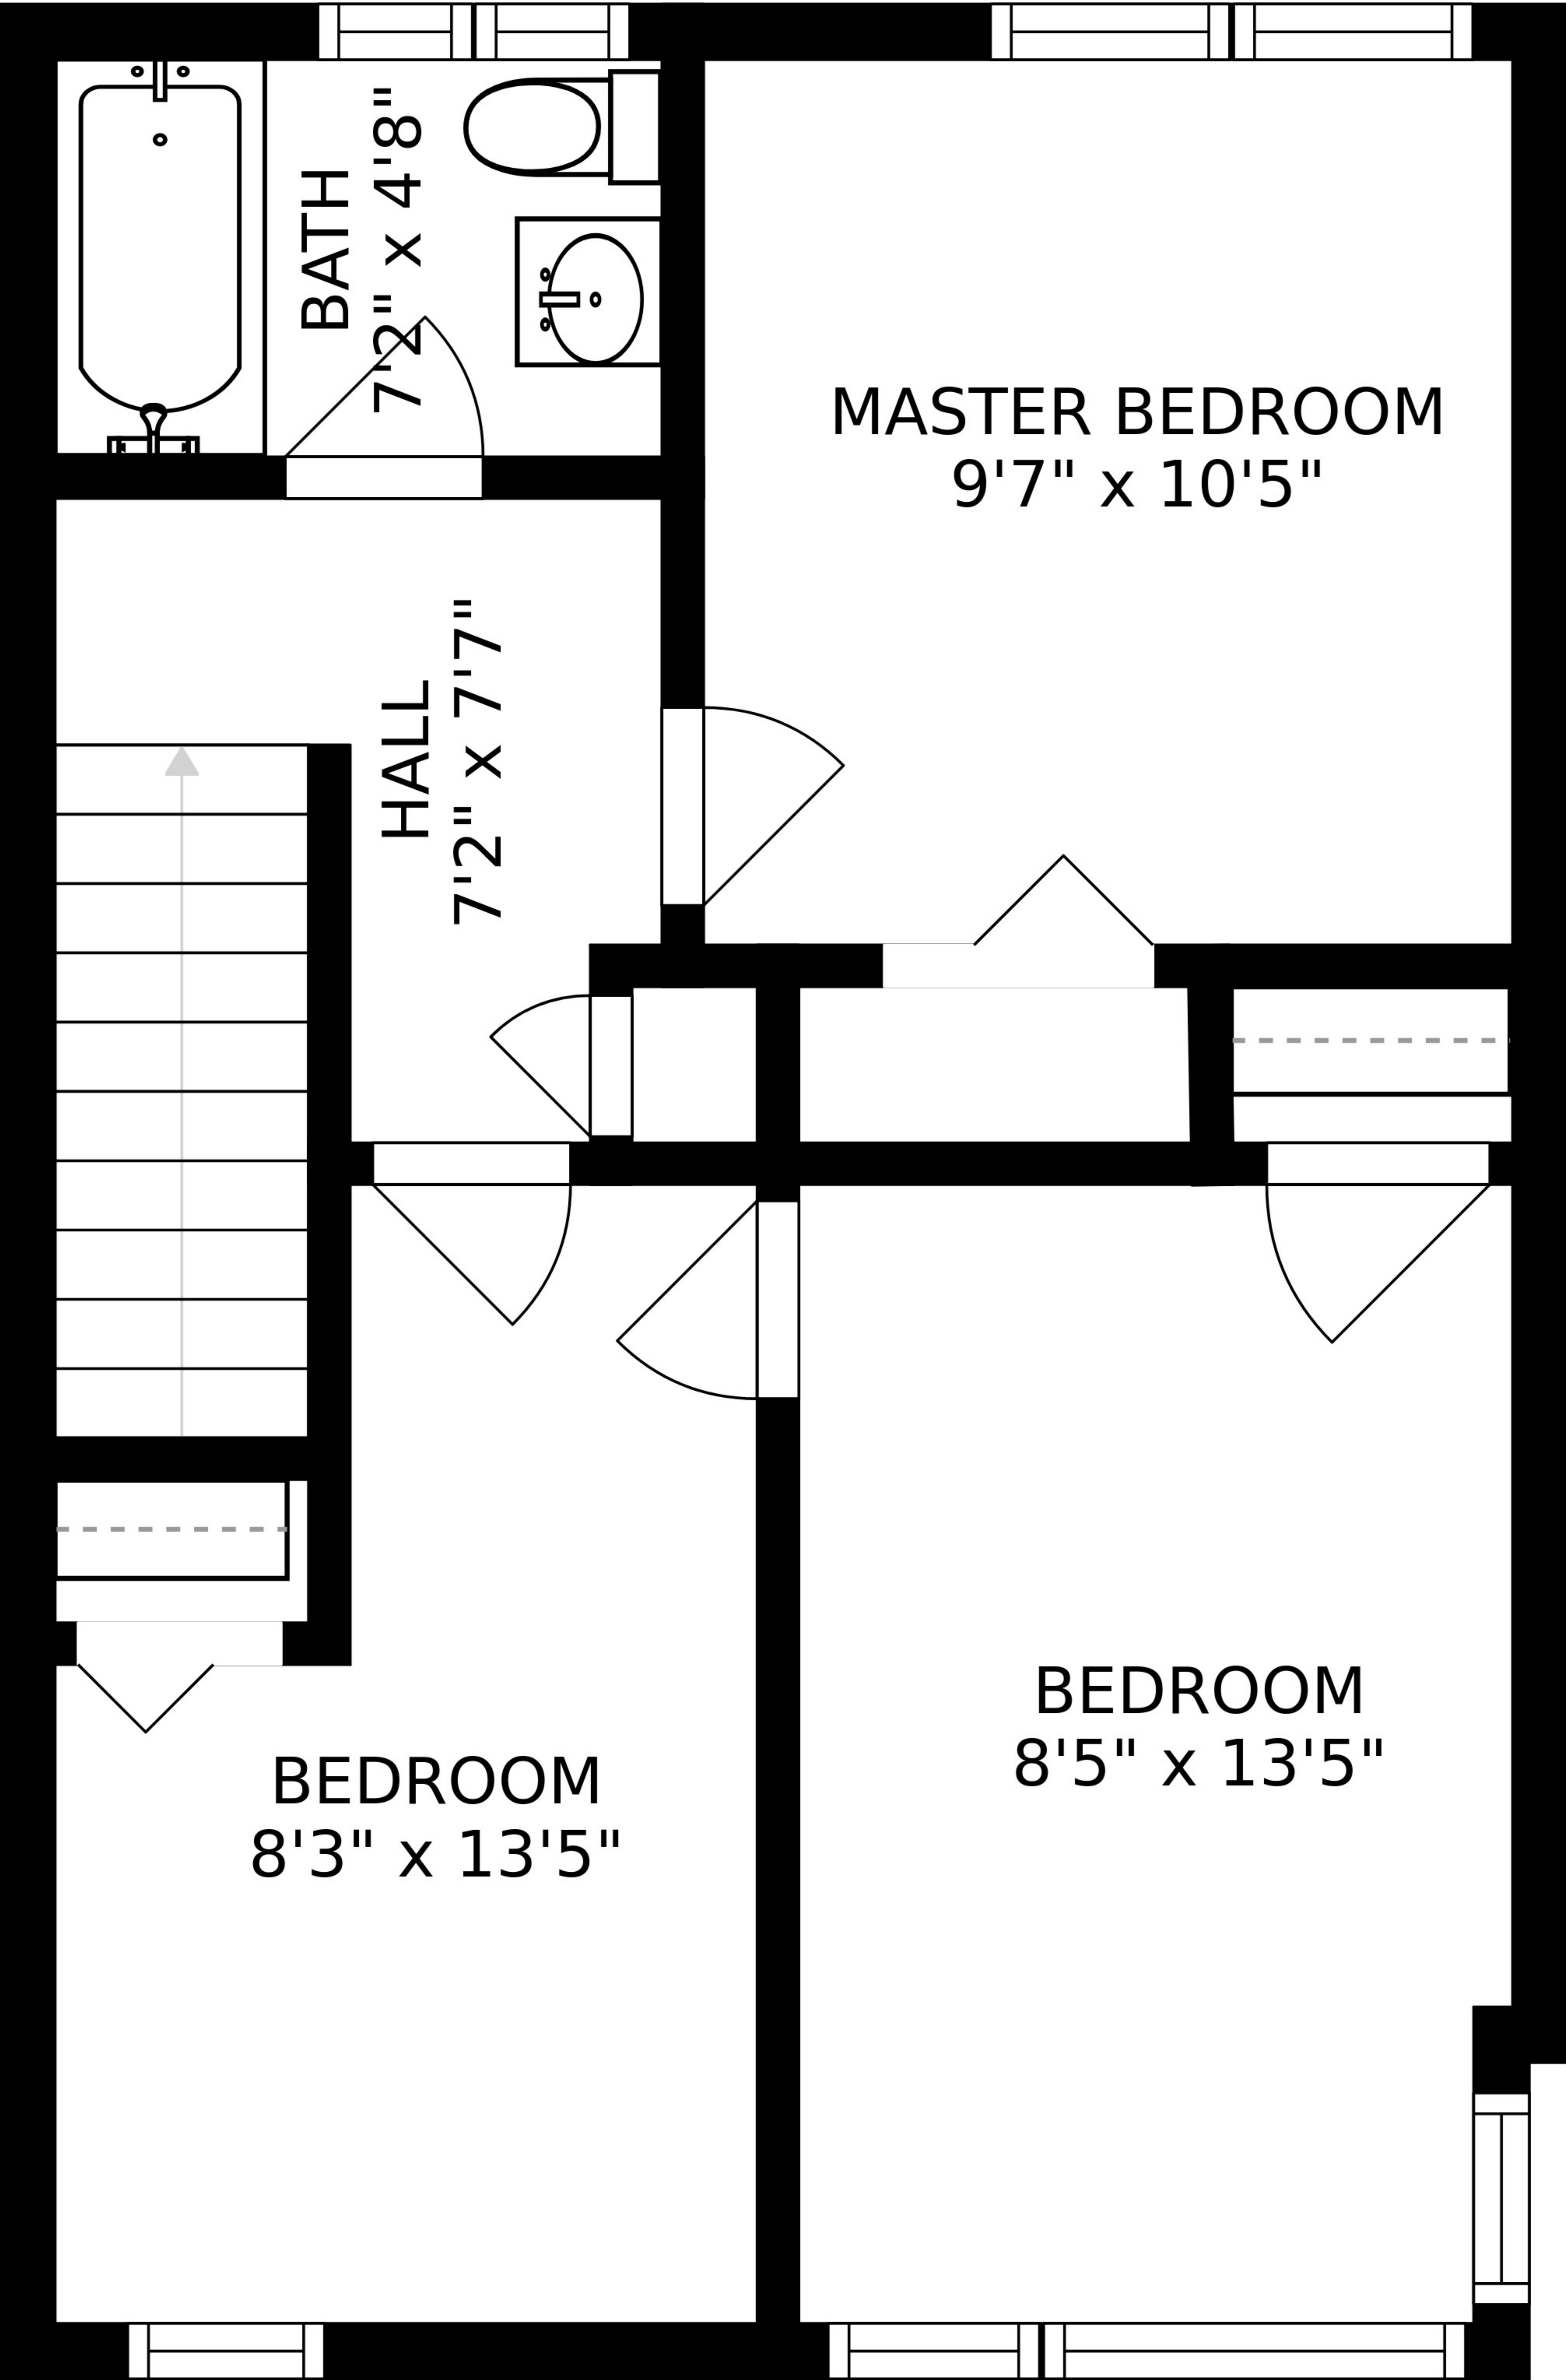 BATH
7'2" x 4'8"
MASTER BEDROOM
9'7" x 10'5"
HALL
7'2" x 7'7"
BEDROOM
8'5" x 13'5"
BEDROOM
8'3" x 13'5"